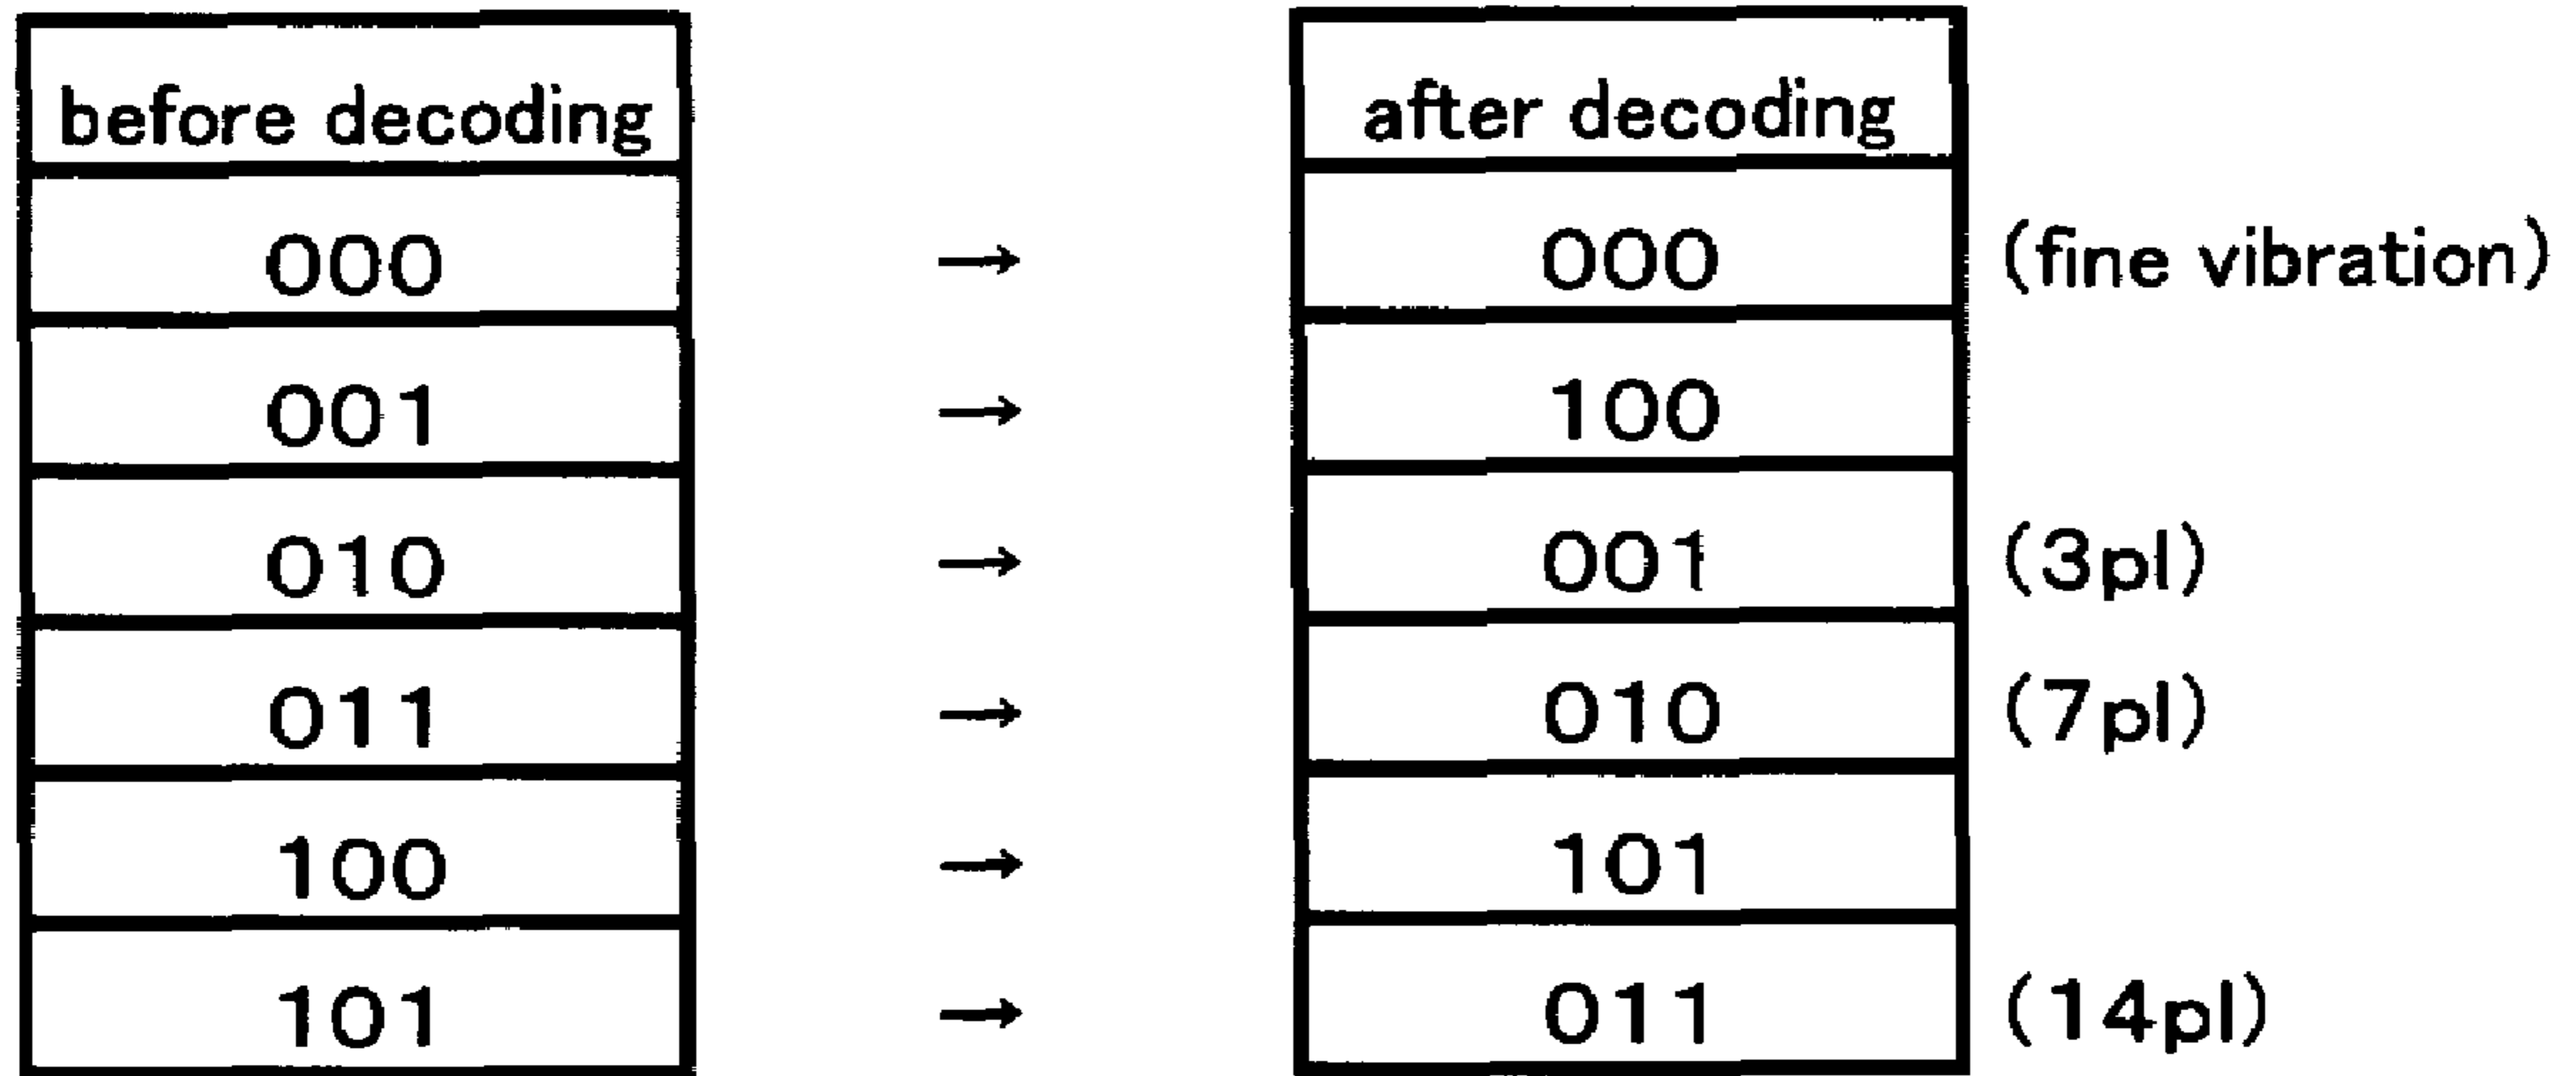 before decoding → after decoding
000 → 000 (fine vibration)
001 → 100
010 → 001 (3pl)
011 → 010 (7pl)
100 → 101
101 → 011 (14pl)